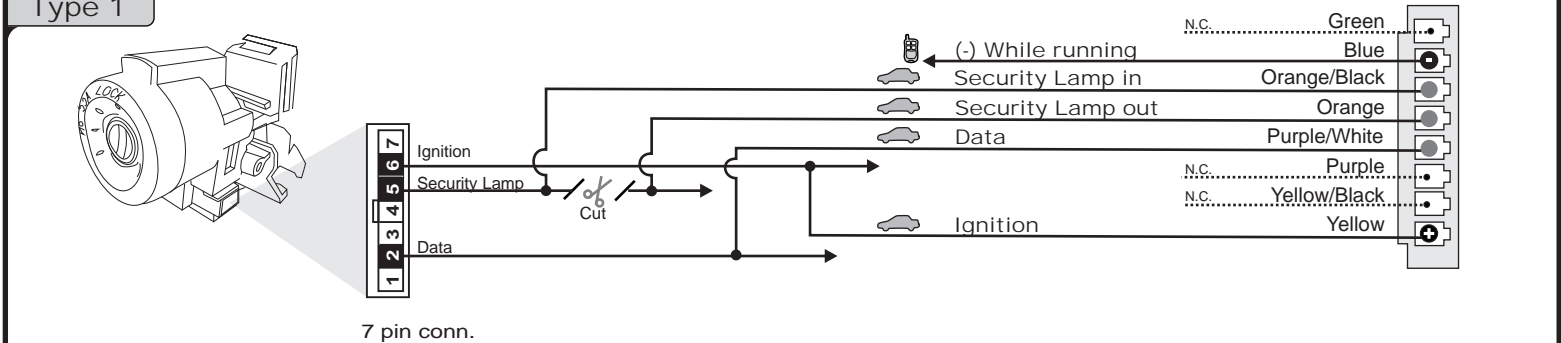 Type 1
N.C. Green
(-) While running Blue
Security Lamp in Orange/Black
Security Lamp out Orange
Data Purple/White
N.C. Purple
N.C. Yellow/Black
Ignition Yellow
LOCK
7
6 Ignition
5 Security Lamp
Cut
4
3
2 Data
1
7 pin conn.